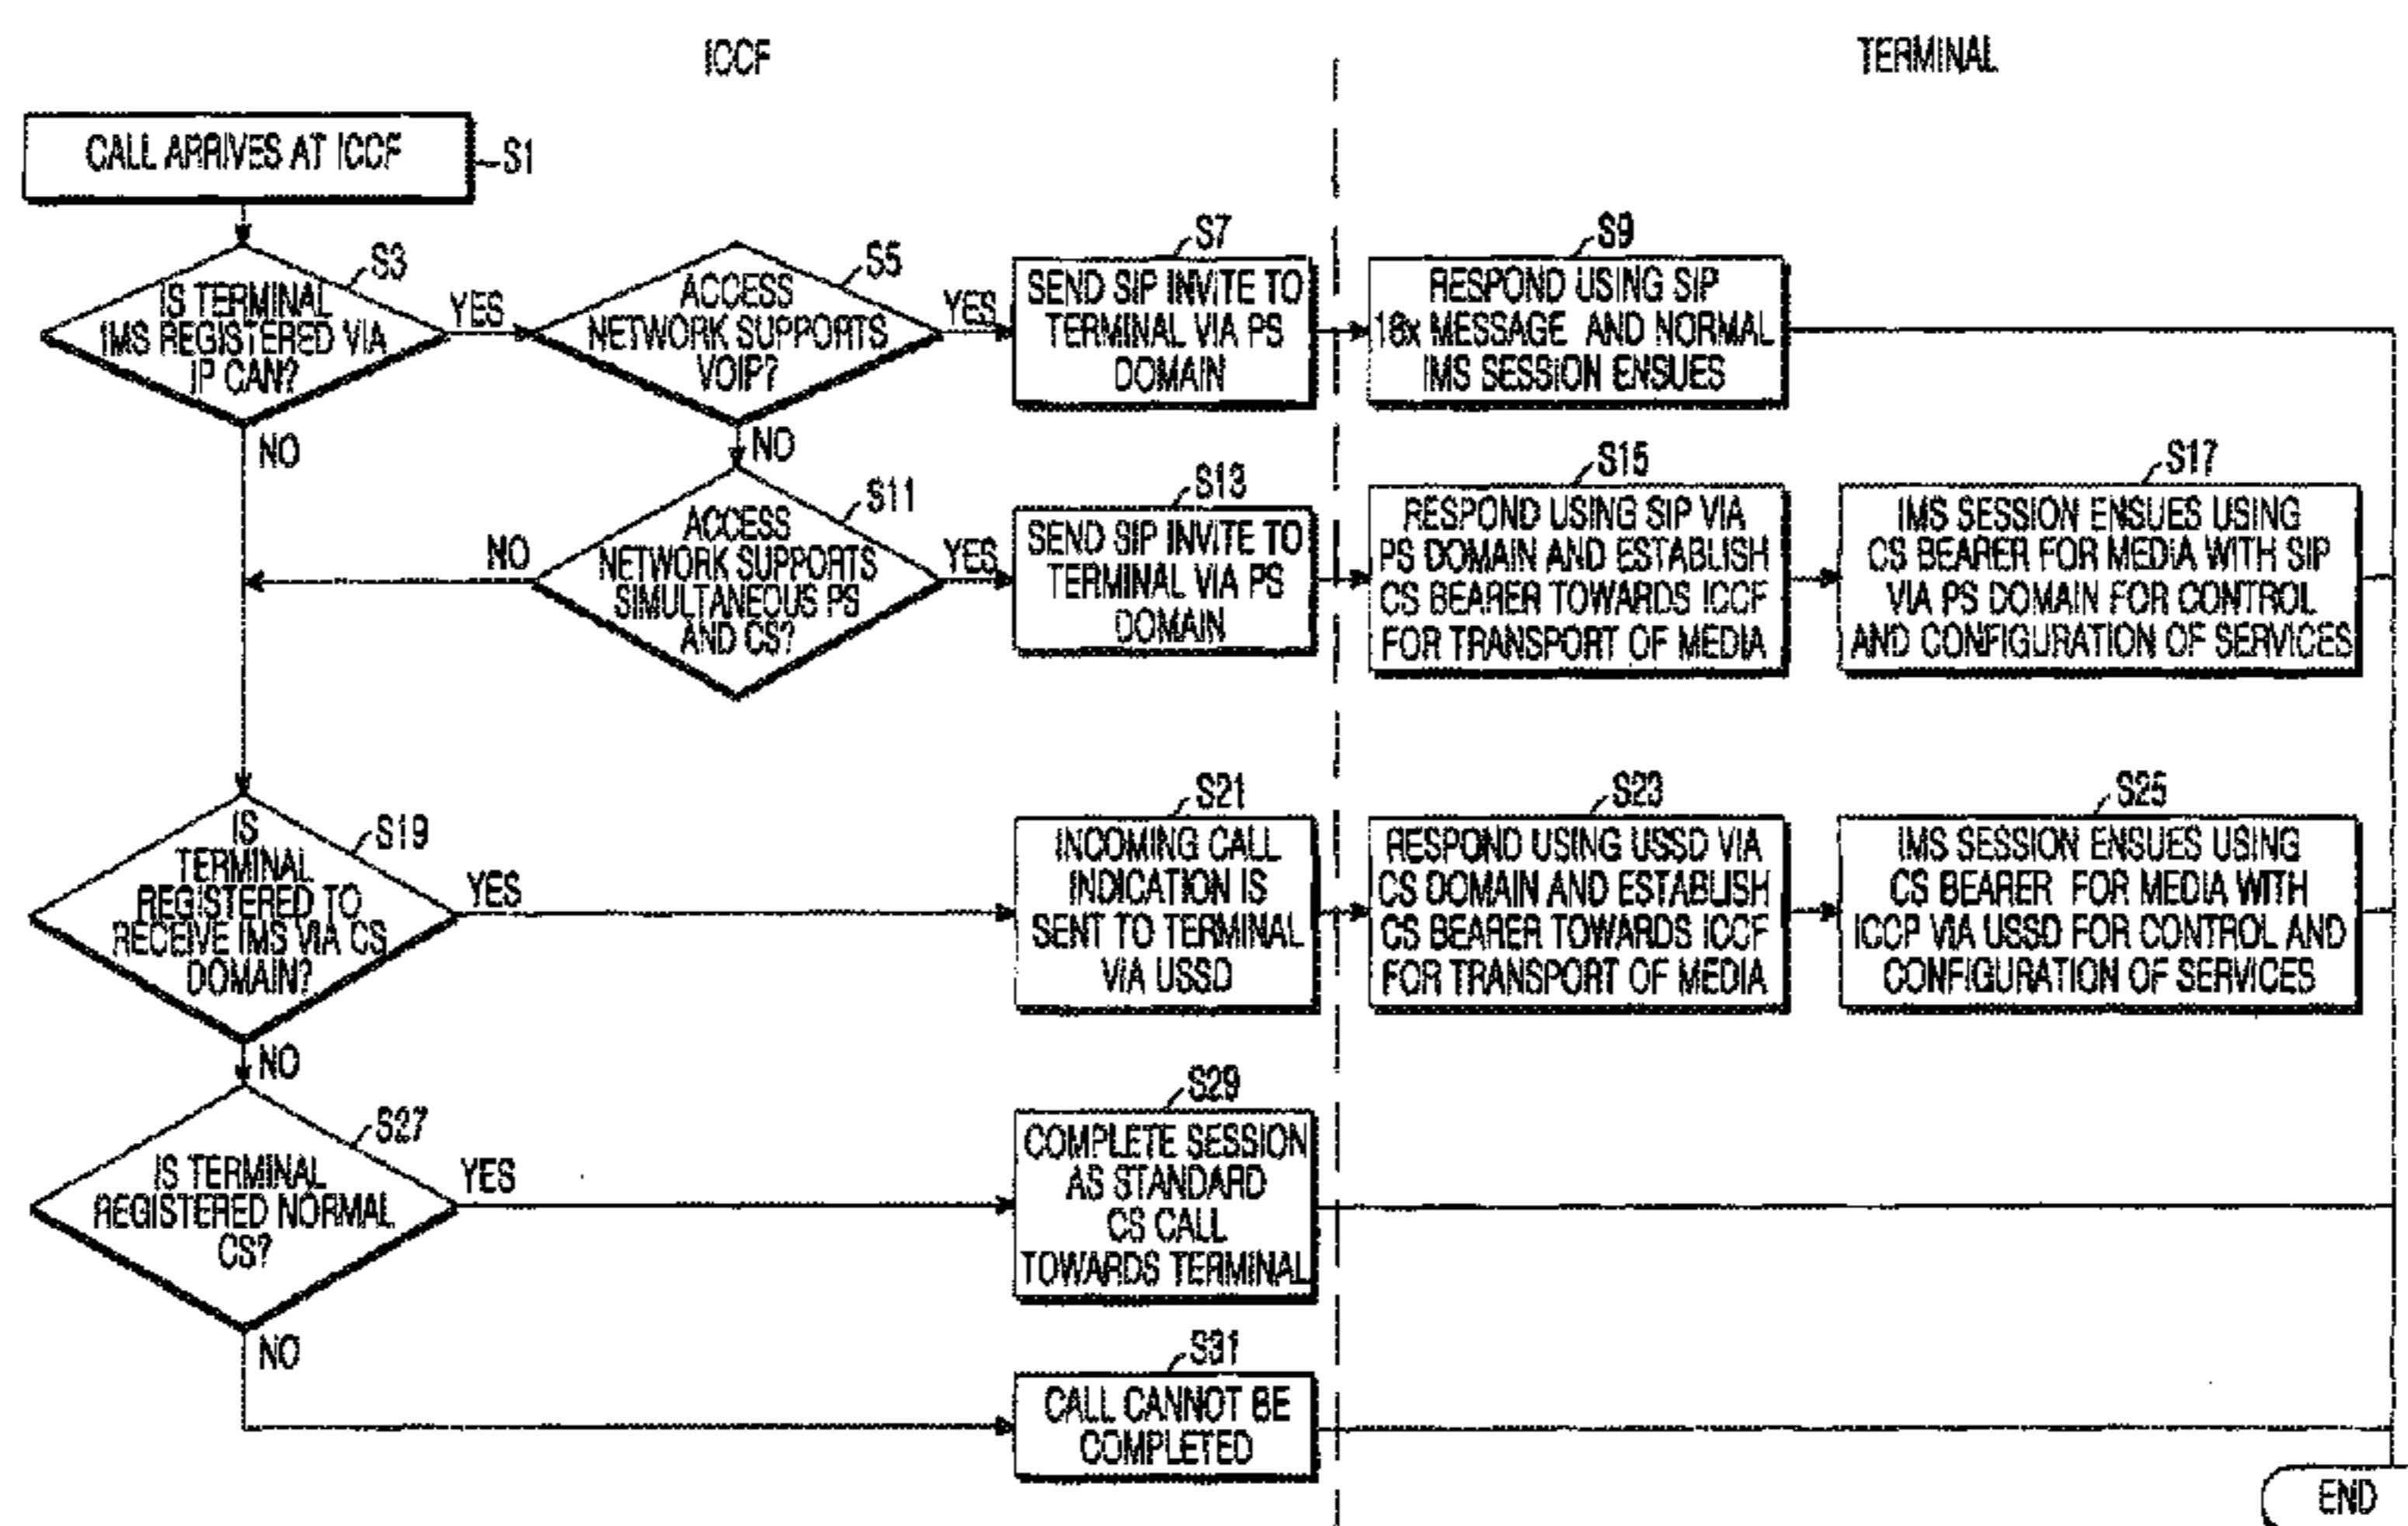 ICCF
TERMINAL
CALL ARRIVES AT ICCF
S1
S3
IS TERMINAL
IMS REGISTERED VIA
IP CAN?
YES
NO
S5
ACCESS
NETWORK SUPPORTS
VOIP?
YES
NO
S7
SEND SIP INVITE TO
TERMINAL VIA PS
DOMAIN
S9
RESPOND USING SIP
18x MESSAGE AND NORMAL
IMS SESSION ENSUES
S11
ACCESS
NETWORK SUPPORTS
SIMULTANEOUS PS
AND CS?
NO
YES
S13
SEND SIP INVITE TO
TERMINAL VIA PS
DOMAIN
S15
RESPOND USING SIP VIA
PS DOMAIN AND ESTABLISH
CS BEARER TOWARDS ICCF
FOR TRANSPORT OF MEDIA
S17
IMS SESSION ENSUES USING
CS BEARER FOR MEDIA WITH SIP
VIA PS DOMAIN FOR CONTROL
AND CONFIGURATION OF SERVICES
S19
IS
TERMINAL
REGISTERED TO
RECEIVE IMS VIA CS
DOMAIN?
YES
NO
S21
INCOMING CALL
INDICATION IS
SENT TO TERMINAL
VIA USSD
S23
RESPOND USING USSD VIA
CS DOMAIN AND ESTABLISH
CS BEARER TOWARDS ICCF
FOR TRANSPORT OF MEDIA
S25
IMS SESSION ENSUES USING
CS BEARER FOR MEDIA WITH
ICCP VIA USSD FOR CONTROL AND
CONFIGURATION OF SERVICES
S27
IS TERMINAL
REGISTERED NORMAL
CS?
YES
NO
S29
COMPLETE SESSION
AS STANDARD
CS CALL
TOWARDS TERMINAL
S31
CALL CANNOT BE
COMPLETED
END